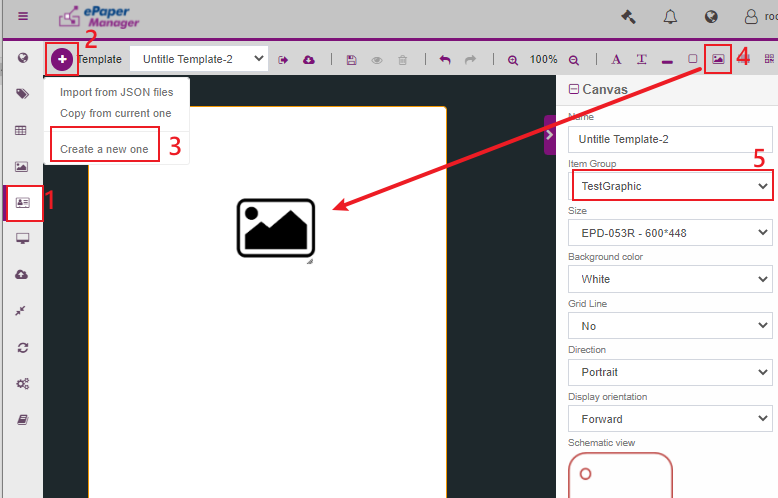 ePaper
Manager
2
Template
Untitle Template-2
100%
A
T
4
Import from JSON files
Copy from current one
Create a new one
3
1
Canvas
Name
Untitle Template-2
Item Group
5
TestGraphic
Size
EPD-053R - 600*448
Background color
White
Grid Line
No
Direction
Portrait
Display orientation
Forward
Schematic view